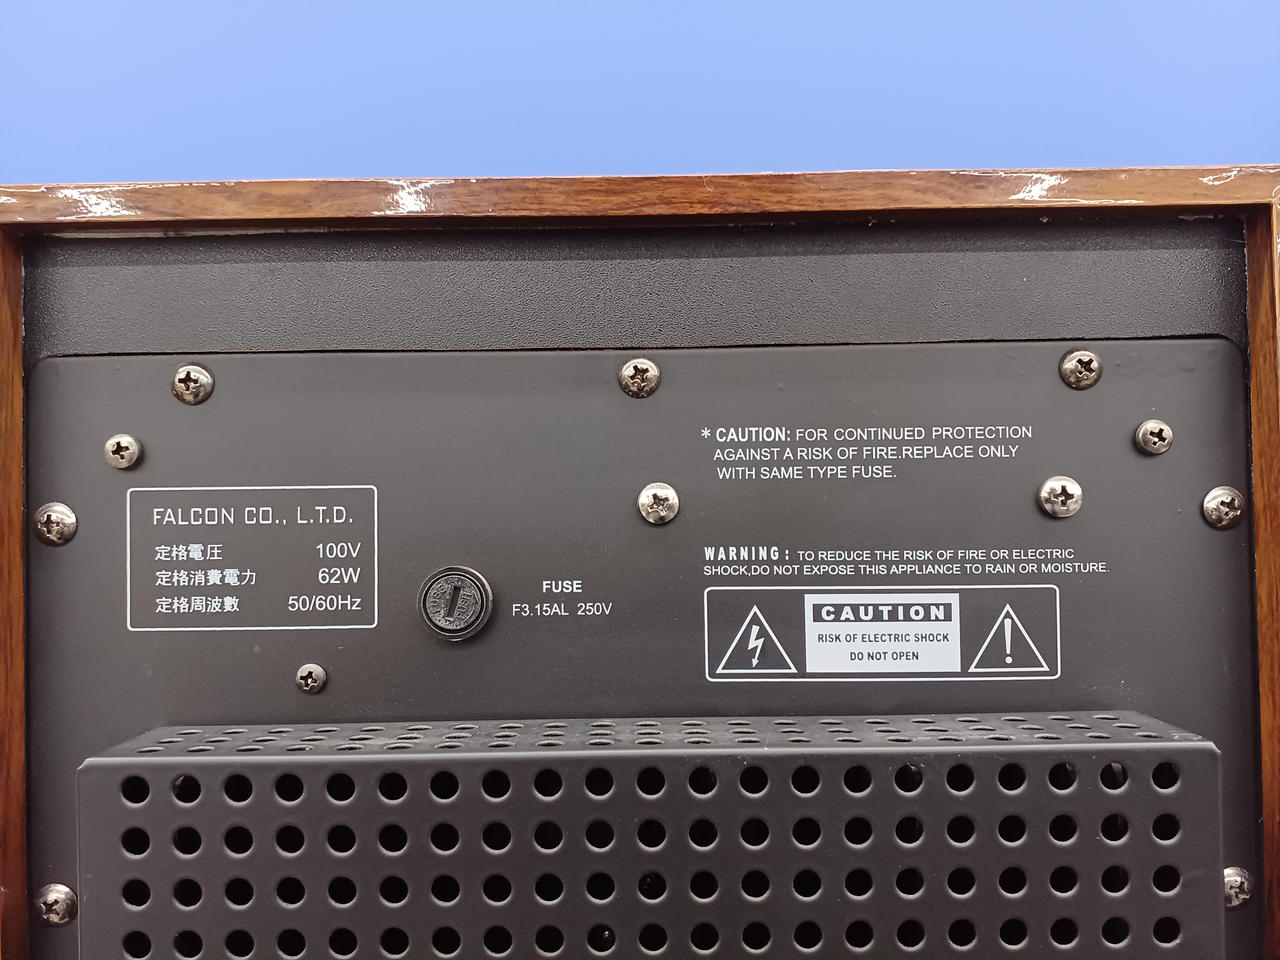 * CAUTION: FOR CONTINUED PROTECTION
AGAINST A RISK OF FIRE.REPLACE ONLY
WITH SAME TYPE FUSE.
FALCON CO., L.T.D.
定格電圧 100V
定格消費電力 62W
定格周波數 50/60Hz
FUSE
F3.15AL 250V
WARNING: TO REDUCE THE RISK OF FIRE OR ELECTRIC
SHOCK,DO NOT EXPOSE THIS APPLIANCE TO RAIN OR MOISTURE.
CAUTION
RISK OF ELECTRIC SHOCK
DO NOT OPEN